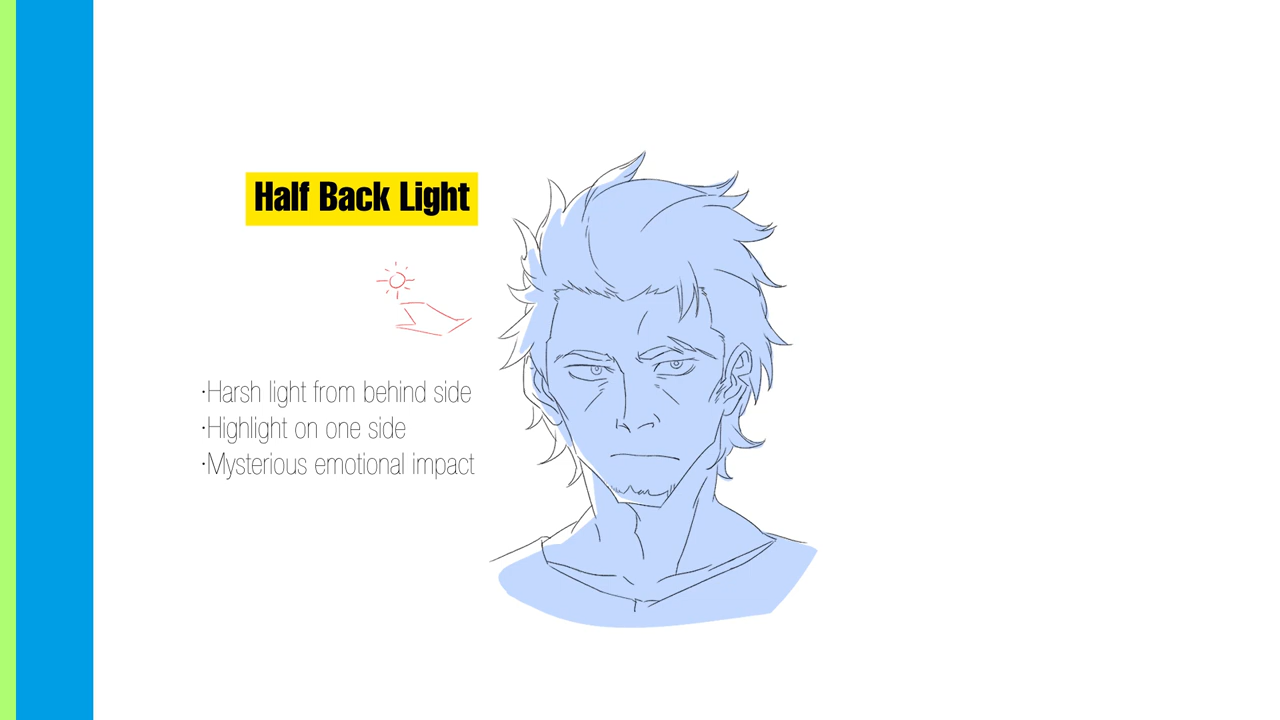 Half Back Light
·Harsh light from behind side
·Highlight on one side
·Mysterious emotional impact